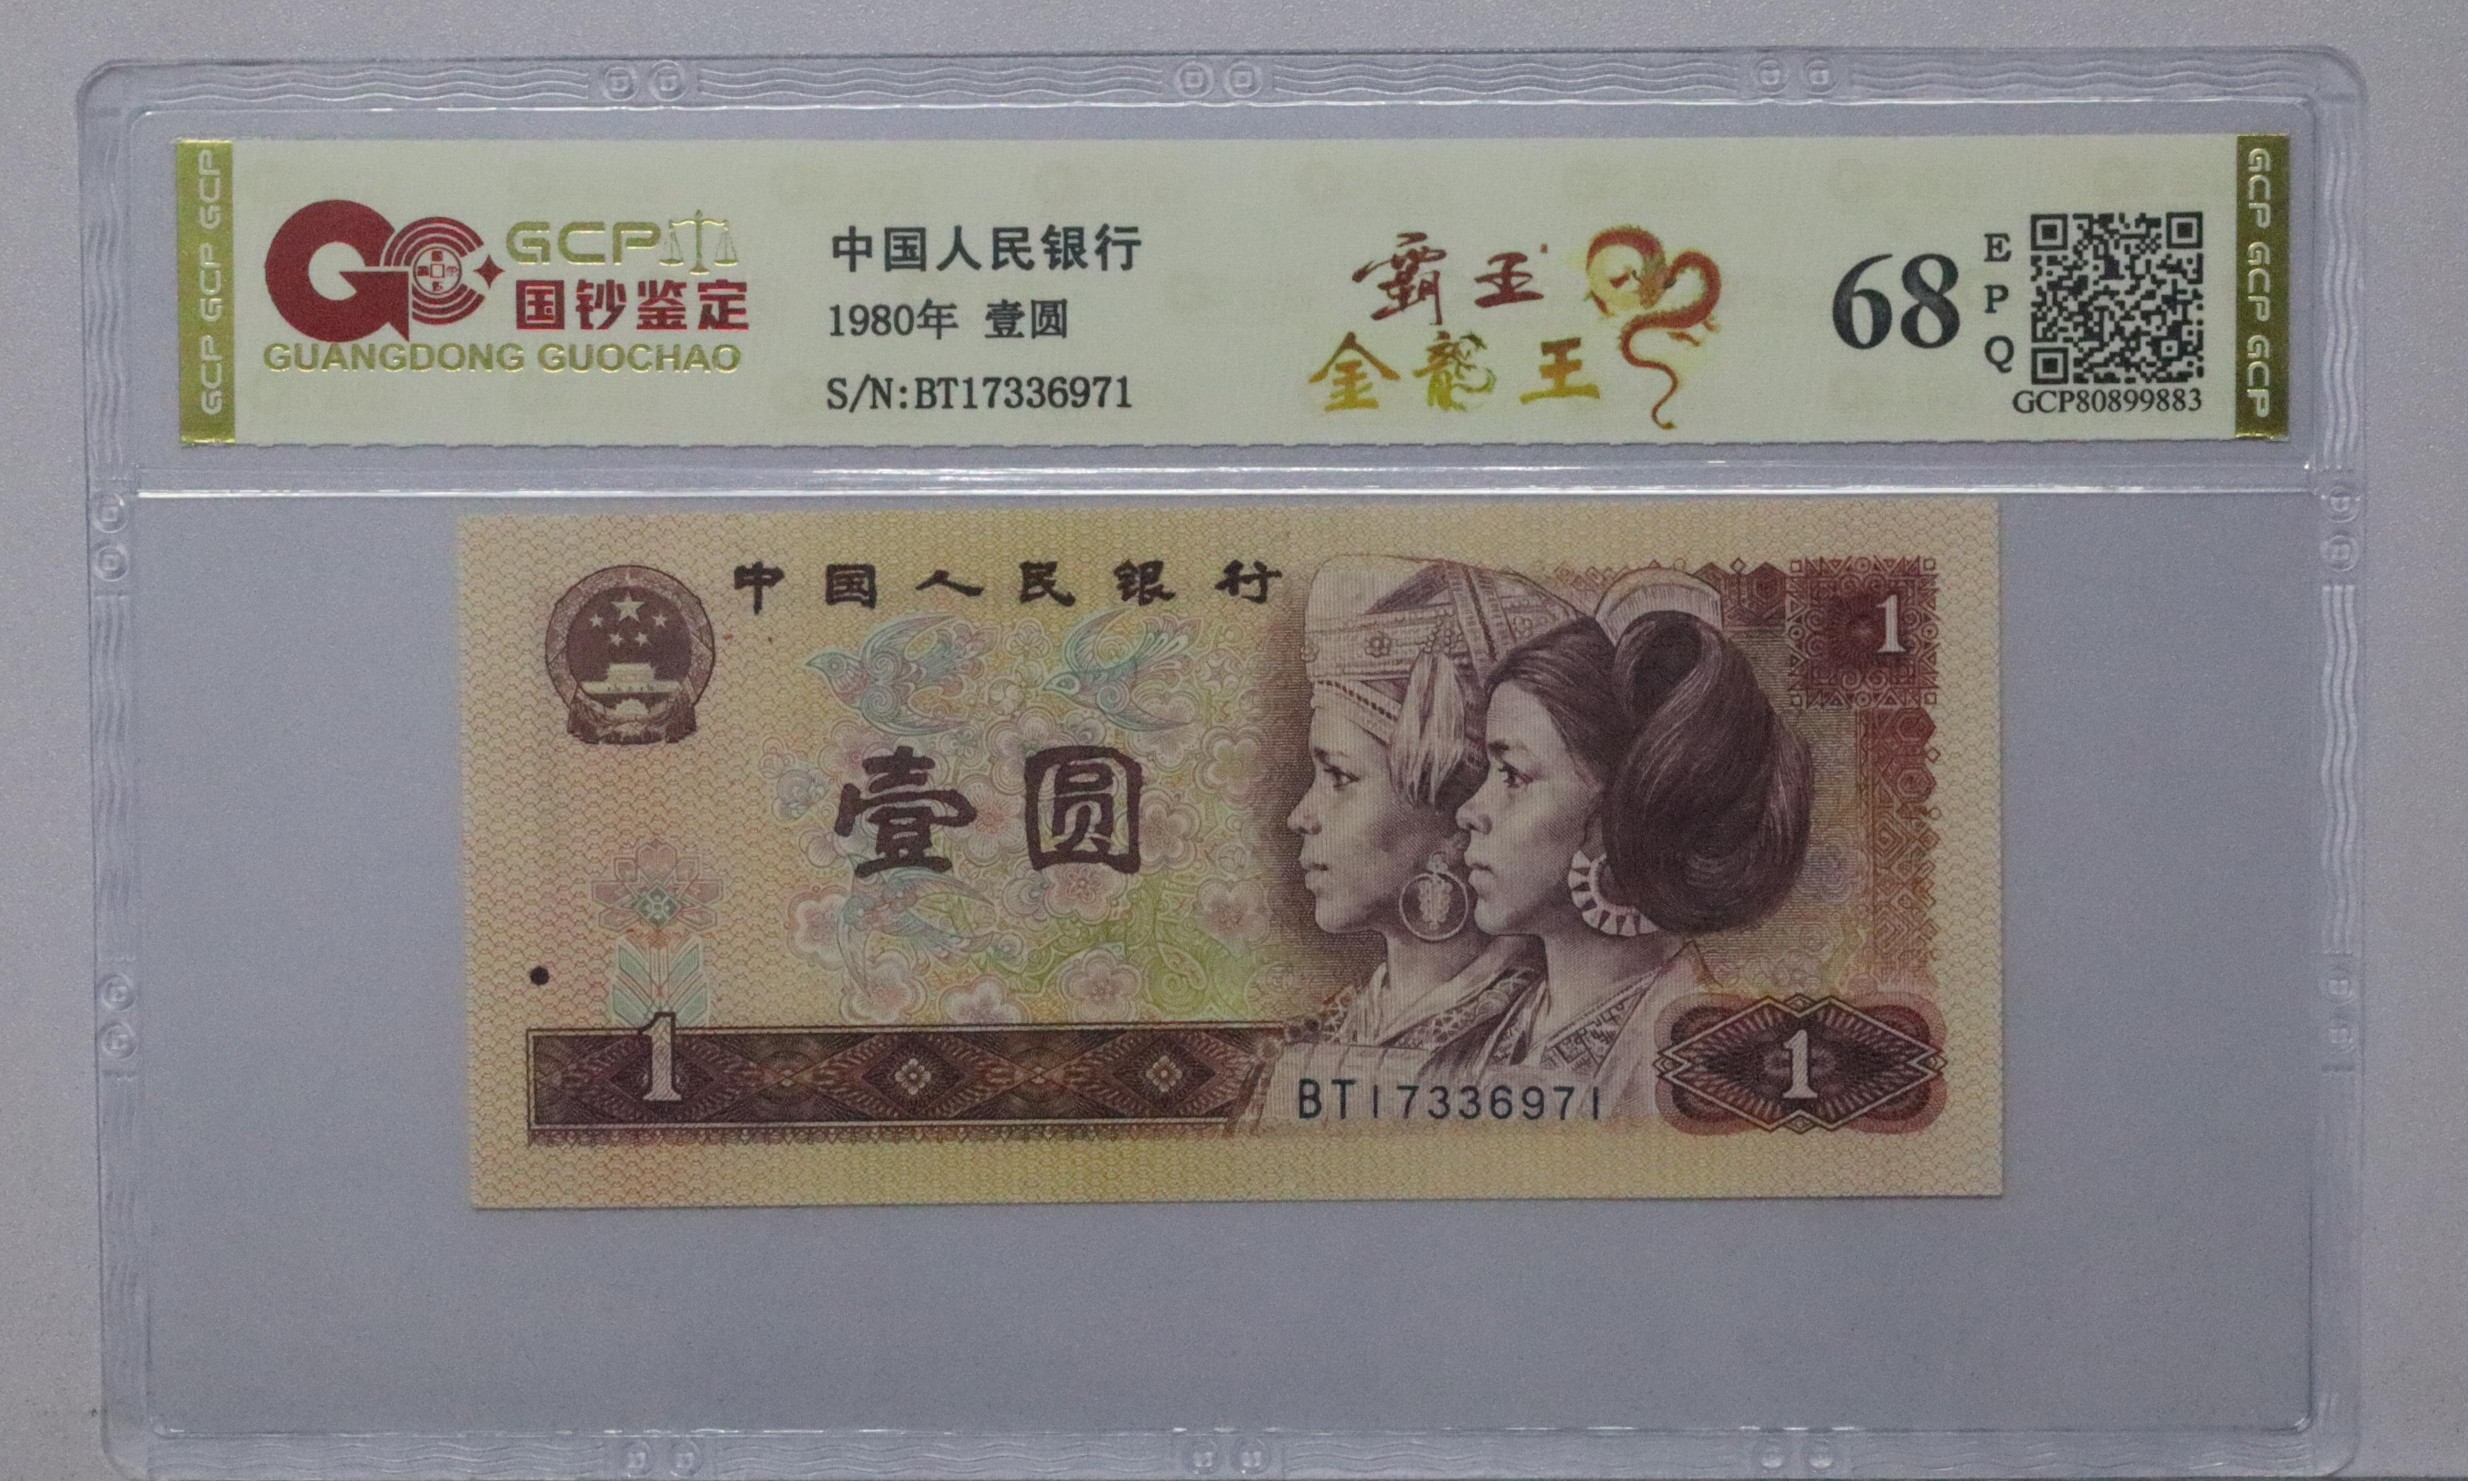 GCP GCP GCP
GCP
国钞鉴定
GUANGDONG GUOCHAO
中国人民银行
1980年 壹圆
S/N:BT17336971
霸王
金龍王
68
EPQ
GCP80899883
GCP GCP GCP
中国人民银行
1
壹圆
1
1
BT17336971